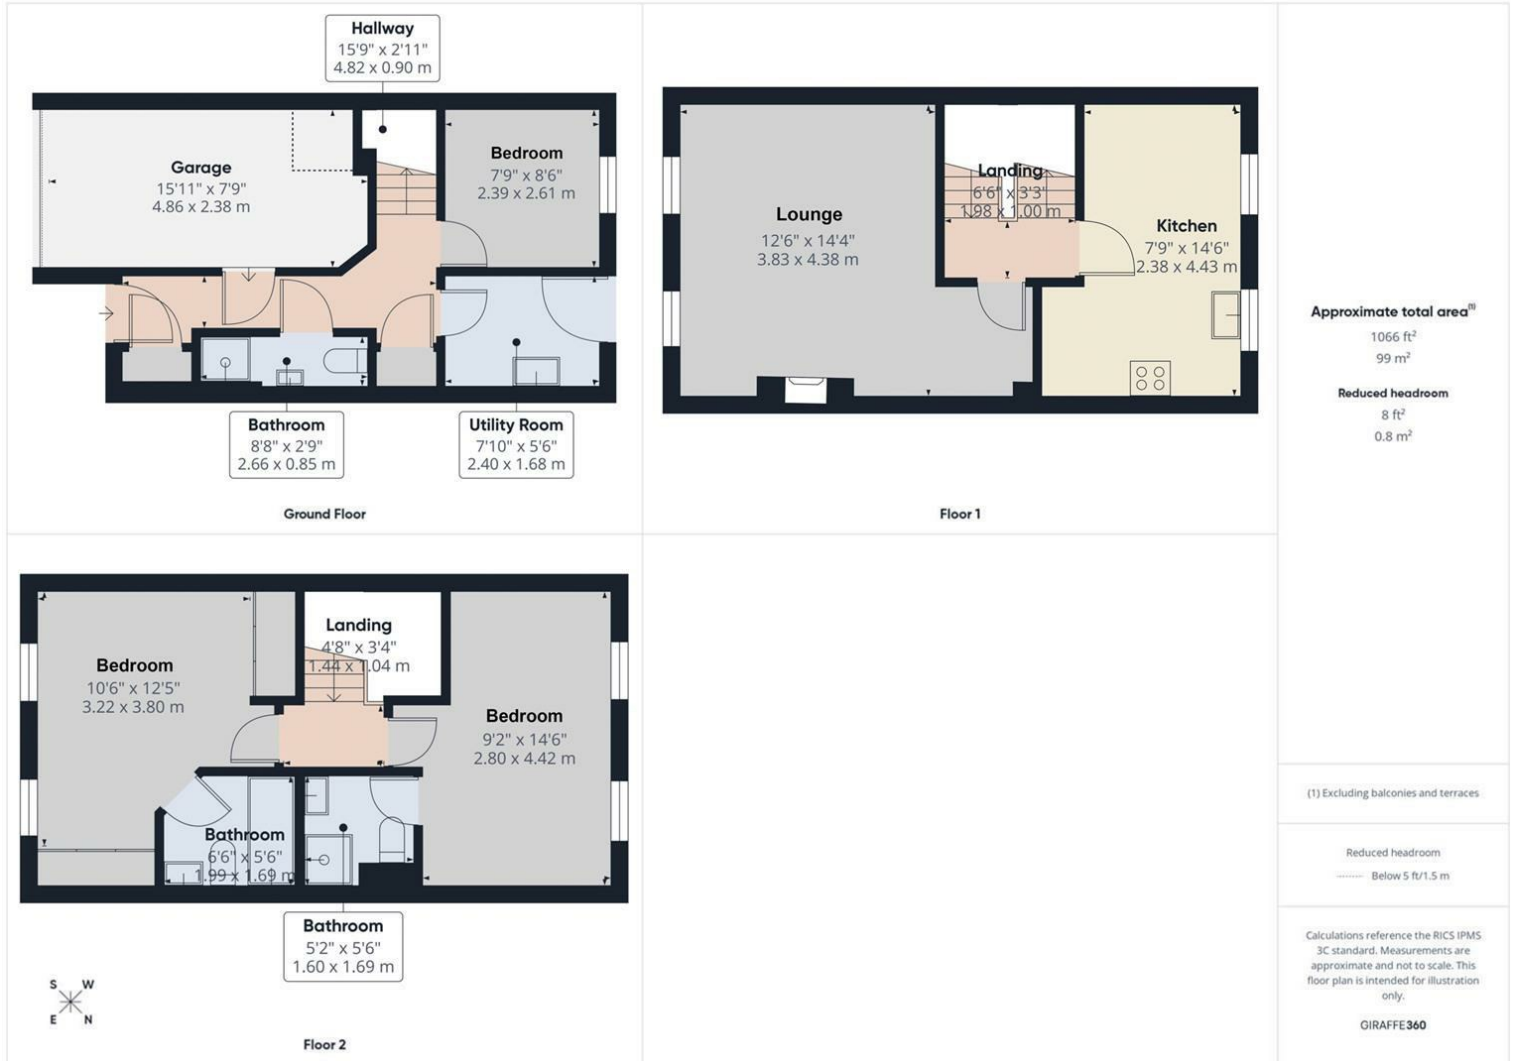 Hallway
15'9" x 2'11"
4.82 x 0.90 m
Garage
15'11" x 7'9"
4.86 x 2.38 m
Bedroom
7'9" x 8'6"
2.39 x 2.61 m
Bathroom
8'8" x 2'9"
2.66 x 0.85 m
Utility Room
7'10" x 5'6"
2.40 x 1.68 m
Ground Floor
Lounge
12'6" x 14'4"
3.83 x 4.38 m
Landing
6'6" x 3'3"
1.98 x 1.00 m
Kitchen
7'9" x 14'6"
2.38 x 4.43 m
Floor 1
Bedroom
10'6" x 12'5"
3.22 x 3.80 m
Landing
4'8" x 3'4"
1.44 x 1.04 m
Bedroom
9'2" x 14'6"
2.80 x 4.42 m
Bathroom
6'6" x 5'6"
1.99 x 1.69 m
Bathroom
5'2" x 5'6"
1.60 x 1.69 m
S W
E N
Floor 2
Approximate total area(1)
1066 ft²
99 m²
Reduced headroom
8 ft²
0.8 m²
(1) Excluding balconies and terraces
Reduced headroom
Below 5 ft/1.5 m
Calculations reference the RICS IPMS
3C standard. Measurements are
approximate and not to scale. This
floor plan is intended for illustration
only.
GIRAFFE360